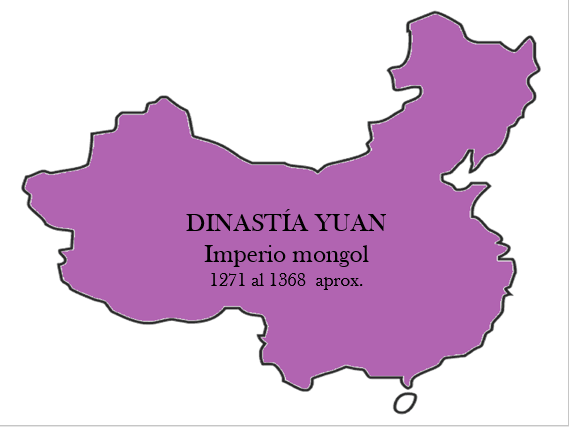 DINASTÍA YUAN
Imperio mongol
1271 al 1368 aprox.